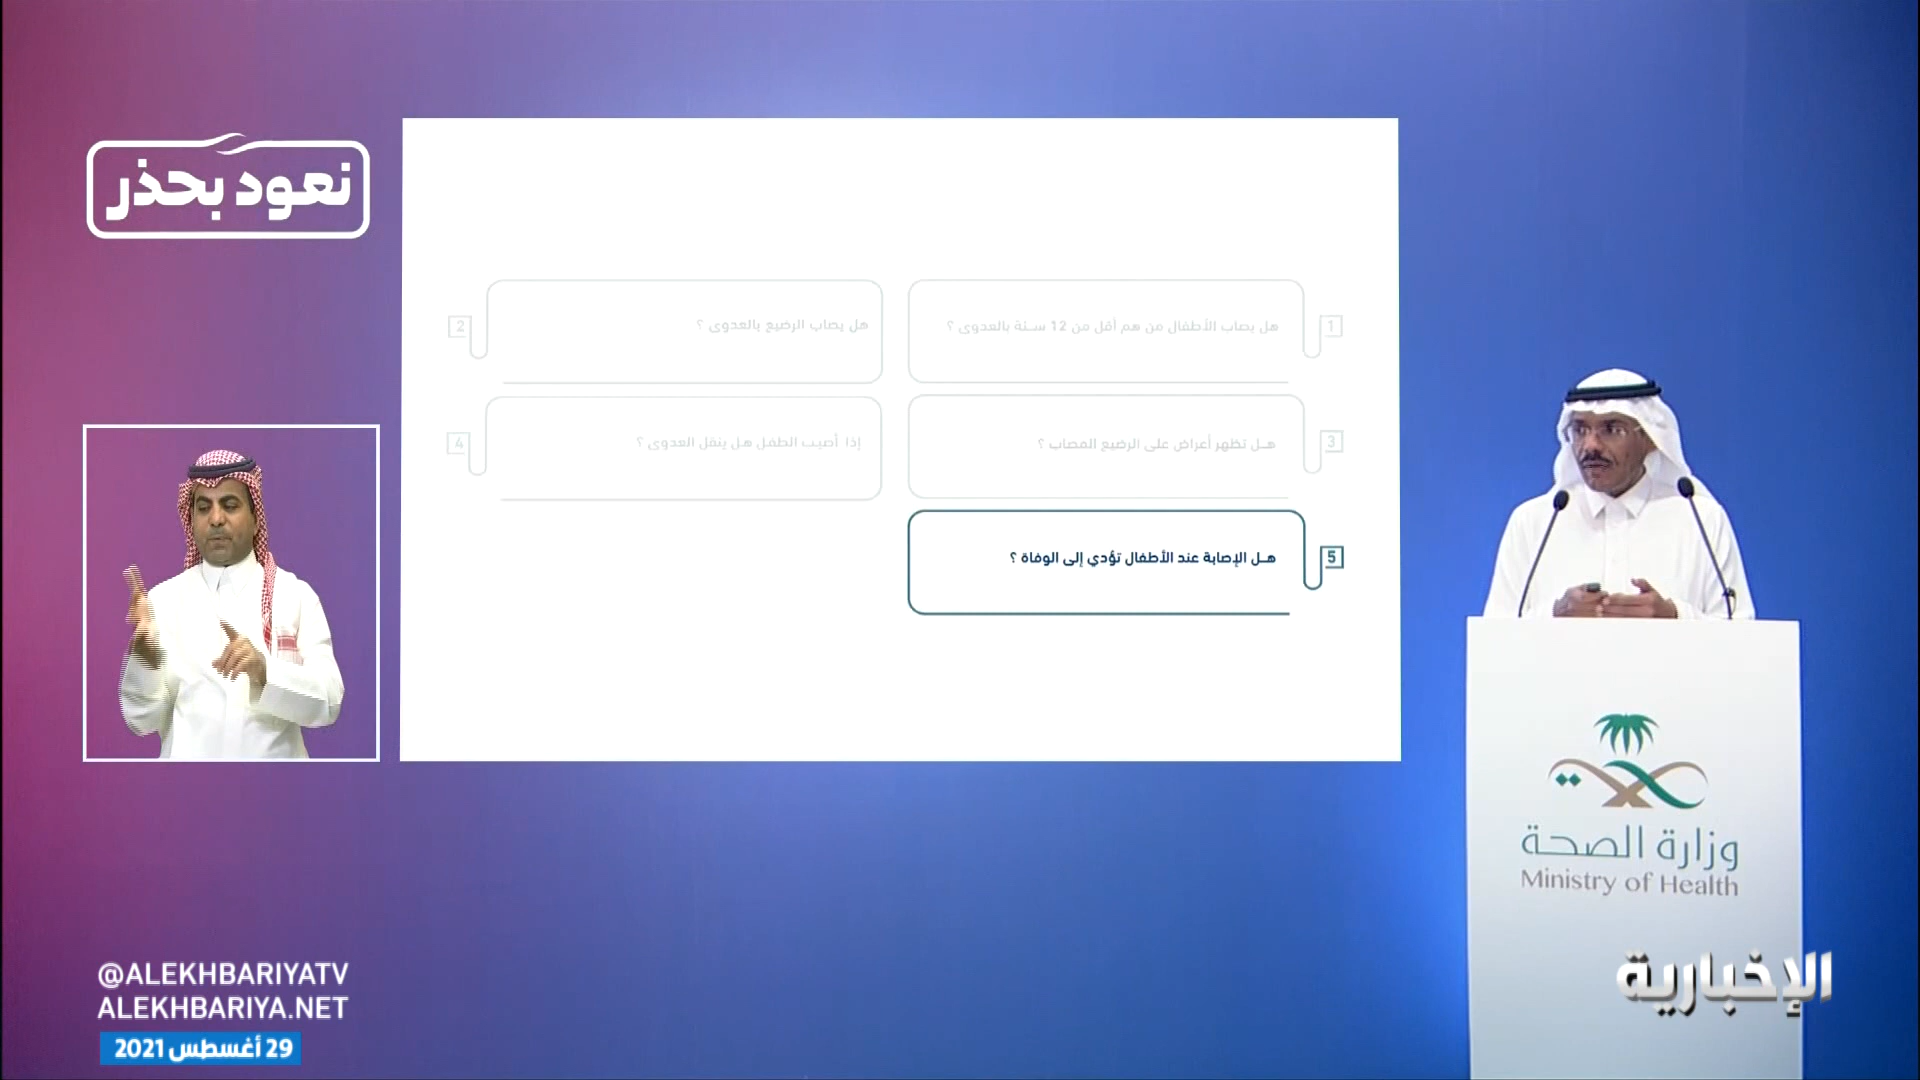 نعود بحذر
1
هل يصاب الأطفال من هم أقل من 12 سنة بالعدوى ؟
2
هل يصاب الرضيع بالعدوى ؟
3
هل تظهر أعراض على الرضيع المصاب ؟
4
إذا أصيب الطفل هل ينقل العدوى ؟
5
هل الإصابة عند الأطفال تؤدي إلى الوفاة ؟
وزارة الصحة
Ministry of Health
الإخبارية
@ALEKHBARIYATV
ALEKHBARIYA.NET
29 أغسطس 2021